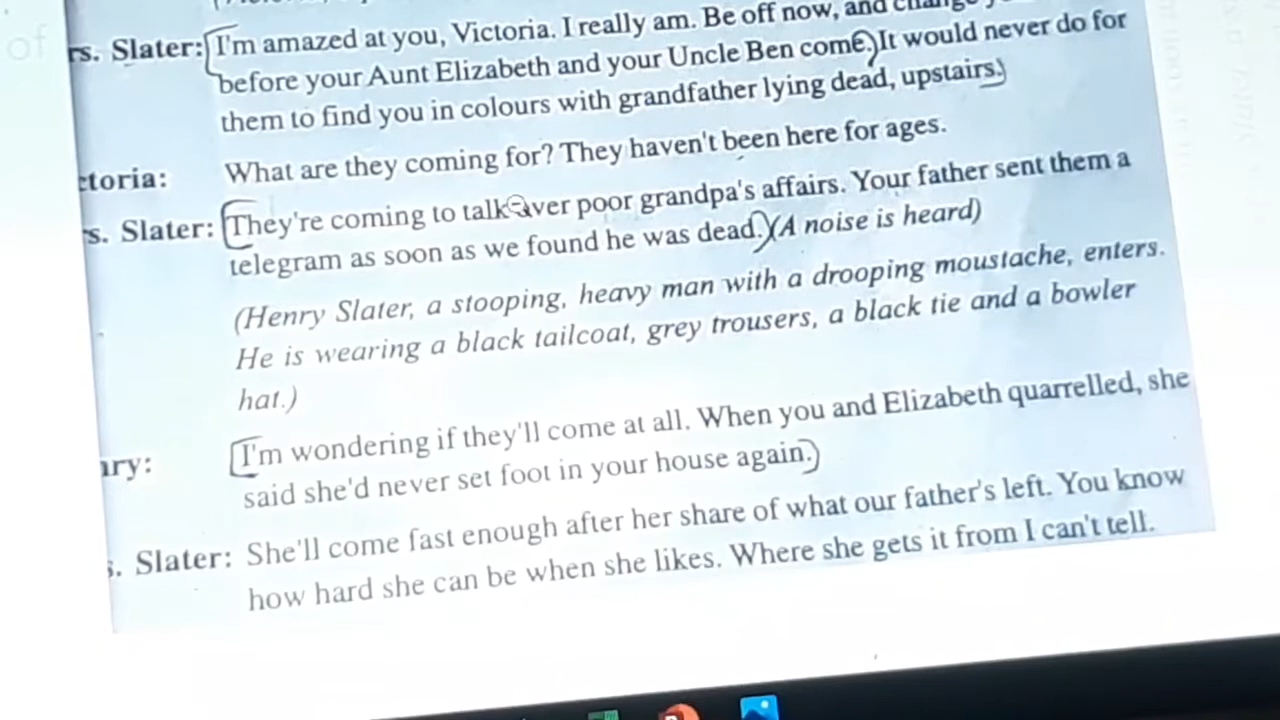 rs. Slater: I'm amazed at you, Victoria. I really am. Be off now, and
before your Aunt Elizabeth and your Uncle Ben come. It would never do for
them to find you in colours with grandfather lying dead, upstairs.
ctoria: What are they coming for? They haven't been here for ages.
s. Slater: They're coming to talk over poor grandpa's affairs. Your father sent them a
telegram as soon as we found he was dead. (A noise is heard)
(Henry Slater, a stooping, heavy man with a drooping moustache, enters.
He is wearing a black tailcoat, grey trousers, a black tie and a bowler
hat.)
ary: I'm wondering if they'll come at all. When you and Elizabeth quarrelled, she
said she'd never set foot in your house again.
s. Slater: She'll come fast enough after her share of what our father's left. You know
how hard she can be when she likes. Where she gets it from I can't tell.